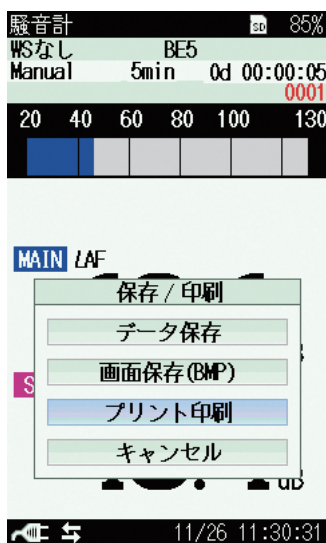 騒音計 SD 85%
WSなし BE5
Manual 5min 0d 00:00:05
0001
20 40 60 80 100 130
MAIN LAF
保存 / 印刷
データ保存
画面保存(BMP)
S
プリント印刷
キャンセル
dB
11/26 11:30:31